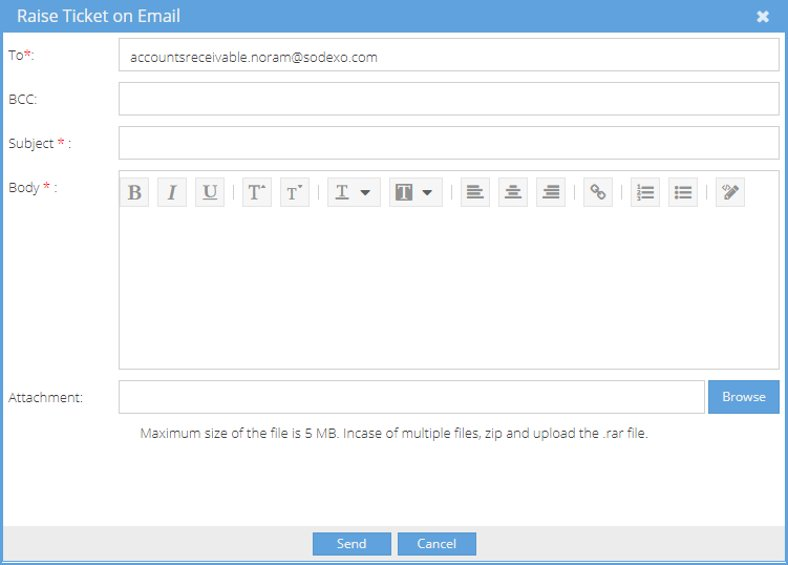 Raise Ticket on Email
To*: accountsreceivable.noram@sodexo.com
BCC:
Subject * :
Body * :
B I U T T T T
Attachment: Browse
Maximum size of the file is 5 MB. Incase of multiple files, zip and upload the .rar file.
Send Cancel